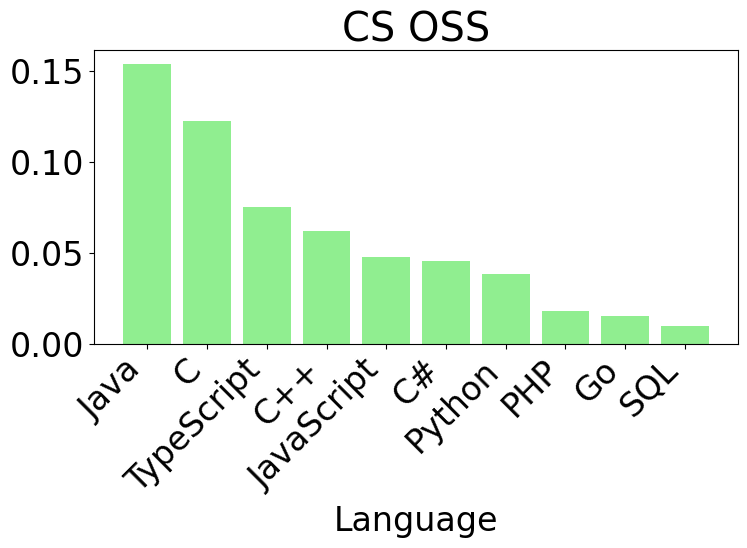 CS OSS
0.15
0.10
0.05
0.00
Java
C
TypeScript
C++
JavaScript
C#
Python
PHP
Go
SQL
Language